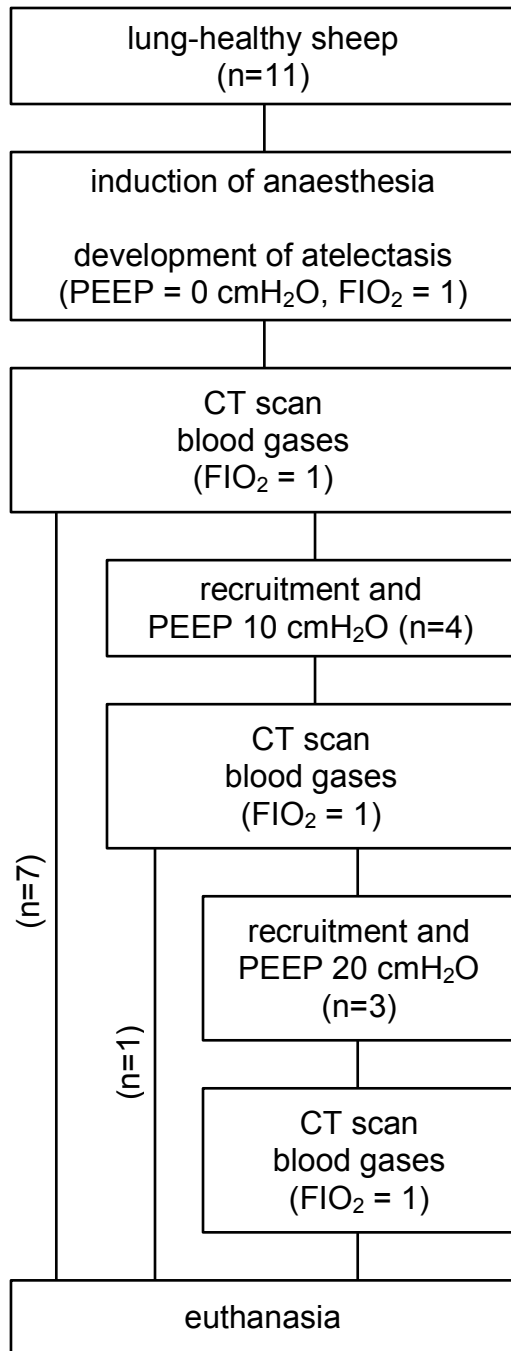 lung-healthy sheep
(n=11)
induction of anaesthesia
development of atelectasis
(PEEP = 0 cmH₂O, FIO₂ = 1)
CT scan
blood gases
(FIO₂ = 1)
recruitment and
PEEP 10 cmH₂O (n=4)
CT scan
blood gases
(FIO₂ = 1)
(n=7)
recruitment and
PEEP 20 cmH₂O
(n=3)
(n=1)
CT scan
blood gases
(FIO₂ = 1)
euthanasia